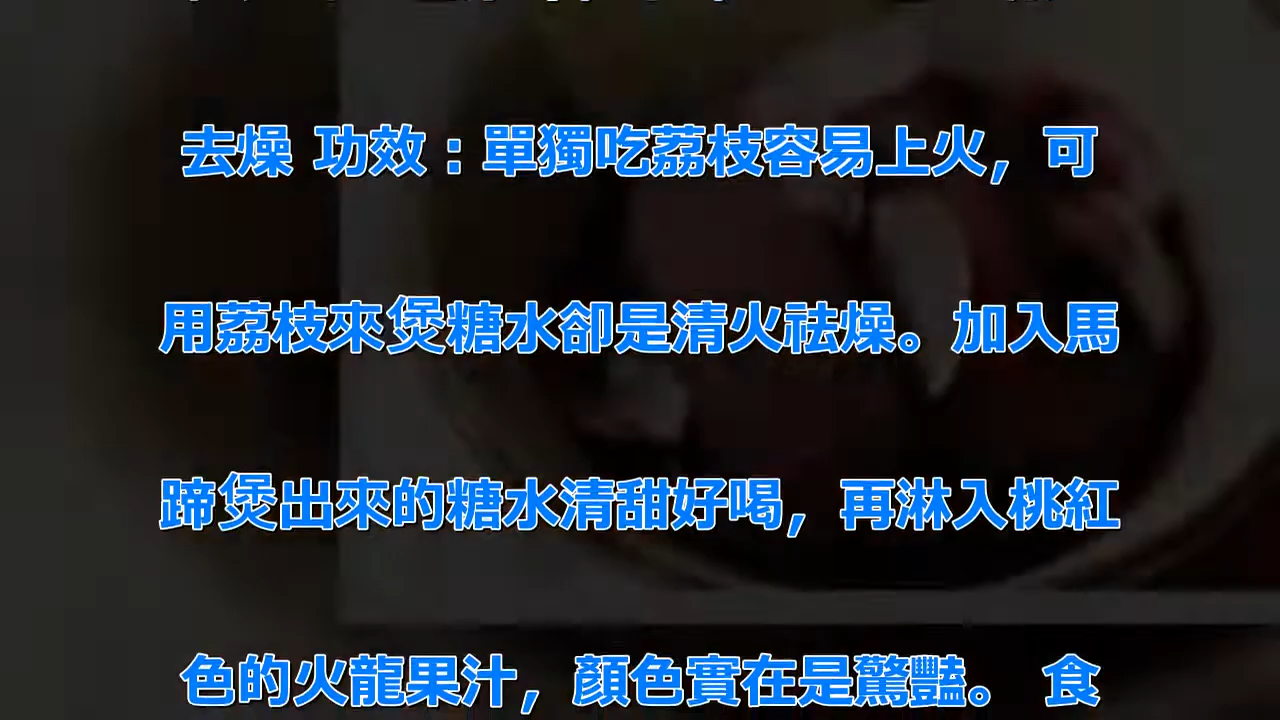 去燥 功效：單獨吃荔枝容易上火，可
用荔枝來煲糖水卻是清火祛燥。加入馬
蹄煲出來的糖水清甜好喝，再淋入桃紅
色的火龍果汁，顏色實在是驚豔。 食